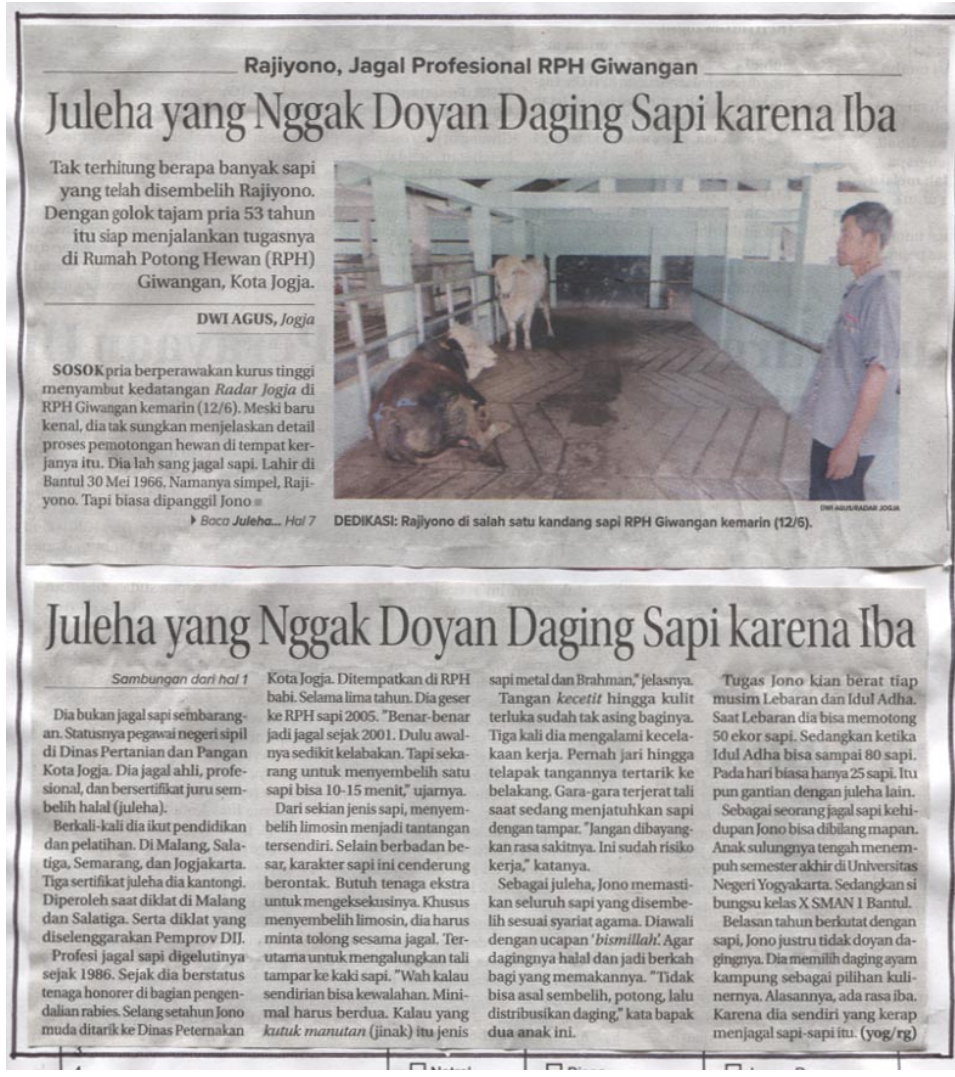 Rajiyono, Jagal Profesional RPH Giwangan
Juleha yang Nggak Doyan Daging Sapi karena Iba
Tak terhitung berapa banyak sapi
yang telah disembelih Rajiyono.
Dengan golok tajam pria 53 tahun
itu siap menjalankan tugasnya
di Rumah Potong Hewan (RPH)
Giwangan, Kota Jogja.
DWI AGUS, Jogja
SOSOK pria berperawakan kurus tinggi
menyambut kedatangan Radar Jogja di
RPH Giwangan kemarin (12/6). Meski baru
kenal, dia tak sungkan menjelaskan detail
proses pemotongan hewan di tempat ker-
janya itu. Dia lah sang jagal sapi. Lahir di
Bantul 30 Mei 1966. Namanya simpel, Raji-
yono. Tapi biasa dipanggil Jono
Baca Juleha... Hal 7
DWI AGUS/RADAR JOGJA
DEDIKASI: Rajiyono di salah satu kandang sapi RPH Giwangan kemarin (12/6).
Juleha yang Nggak Doyan Daging Sapi karena Iba
Sambungan dari hal 1
Dia bukan jagal sapi sembarang-
an. Statusnya pegawai negeri sipil
di Dinas Pertanian dan Pangan
Kota Jogja. Dia jagal ahli, profe-
sional, dan bersertifikat juru sem-
belih halal (juleha).
Berkali-kali dia ikut pendidikan
dan pelatihan. Di Malang, Sala-
tiga, Semarang, dan Jogjakarta.
Tiga sertifikat juleha dia kantongi.
Diperoleh saat diklat di Malang
dan Salatiga. Serta diklat yang
diselenggarakan Pemprov DIJ.
Profesi jagal sapi digelutinya
sejak 1986. Sejak dia berstatus
tenaga honorer di bagian pengen-
dalian rabies. Selang setahun Jono
muda ditarik ke Dinas Peternakan
Kota Jogja. Ditempatkan di RPH
babi. Selama lima tahun. Dia geser
ke RPH sapi 2005. "Benar-benar
jadi jagal sejak 2001. Dulu awal-
nya sedikit kelabakan. Tapi seka-
rang untuk menyembelih satu
sapi bisa 10-15 menit," ujarnya.
Dari sekian jenis sapi, menyem-
belih limosin menjadi tantangan
tersendiri. Selain berbadan be-
sar, karakter sapi ini cenderung
berontak. Butuh tenaga ekstra
untuk mengeksekusinya. Khusus
menyembelih limosin, dia harus
minta tolong sesama jagal. Ter-
utama untuk mengalungkan tali
tampar ke kaki sapi. "Wah kalau
sendirian bisa kewalahan. Mini-
mal harus berdua. Kalau yang
kutuk manutan (jinak) itu jenis
sapi metal dan Brahman," jelasnya.
Tangan kecetit hingga kulit
terluka sudah tak asing baginya.
Tiga kali dia mengalami kecela-
kaan kerja. Pernah jari hingga
telapak tangannya tertarik ke
belakang. Gara-gara terjerat tali
saat sedang menjatuhkan sapi
dengan tampar. "Jangan dibayang-
kan rasa sakitnya. Ini sudah risiko
kerja," katanya.
Sebagai juleha, Jono memasti-
kan seluruh sapi yang disembe-
lih sesuai syariat agama. Diawali
dengan ucapan 'bismillah'. Agar
dagingnya halal dan jadi berkah
bagi yang memakannya. "Tidak
bisa asal sembelih, potong, lalu
distribusikan daging," kata bapak
dua anak ini.
Tugas Jono kian berat tiap
musim Lebaran dan Idul Adha.
Saat Lebaran dia bisa memotong
50 ekor sapi. Sedangkan ketika
Idul Adha bisa sampai 80 sapi.
Pada hari biasa hanya 25 sapi. Itu
pun gantian dengan juleha lain.
Sebagai seorang jagal sapi kehi-
dupan Jono bisa dibilang mapan.
Anak sulungnya tengah menem-
puh semester akhir di Universitas
Negeri Yogyakarta. Sedangkan si
bungsu kelas X SMAN 1 Bantul.
Belasan tahun berkutat dengan
sapi, Jono justru tidak doyan da-
gingnya. Dia memilih daging ayam
kampung sebagai pilihan kuli-
nernya. Alasannya, ada rasa iba.
Karena dia sendiri yang kerap
menjagal sapi-sapi itu. (yog/rg)